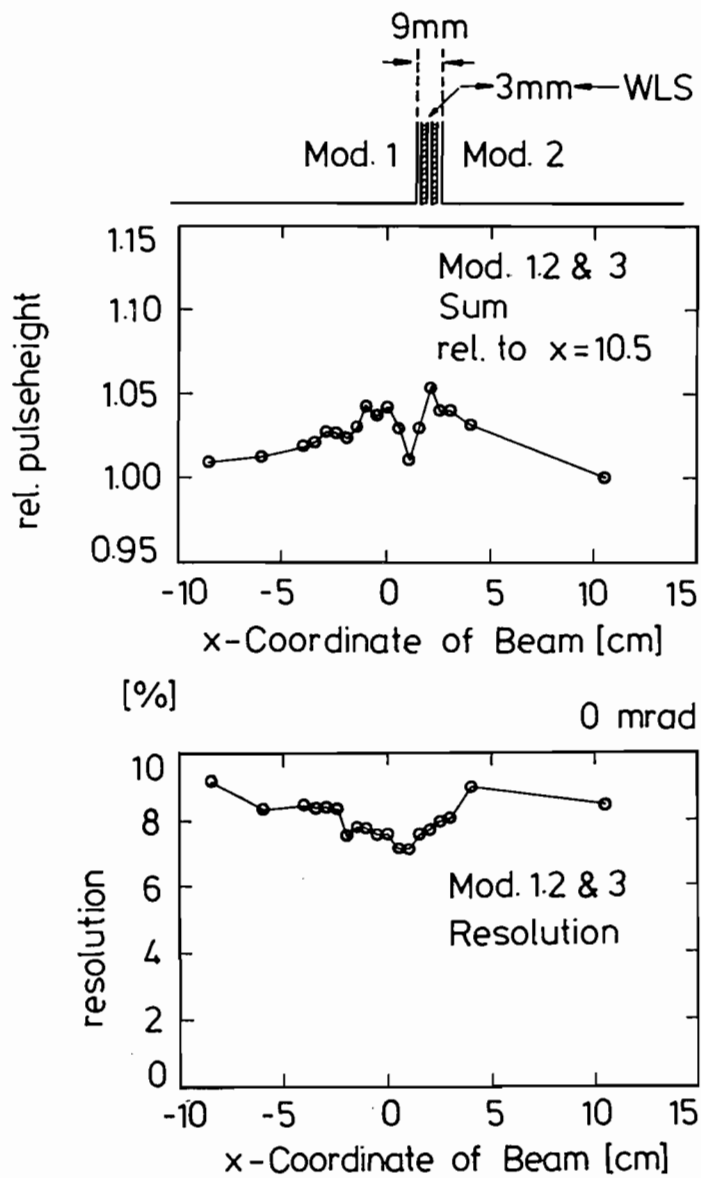 9mm
3mm WLS
Mod. 1 Mod. 2
1.15
1.10
1.05
1.00
0.95
rel. pulseheight
Mod. 1.2 & 3
Sum
rel. to x=10.5
-10 -5 0 5 10 15
x-Coordinate of Beam [cm]
[%]
0 mrad
10
8
6
4
2
0
resolution
Mod. 1.2 & 3
Resolution
-10 -5 0 5 10 15
x-Coordinate of Beam [cm]